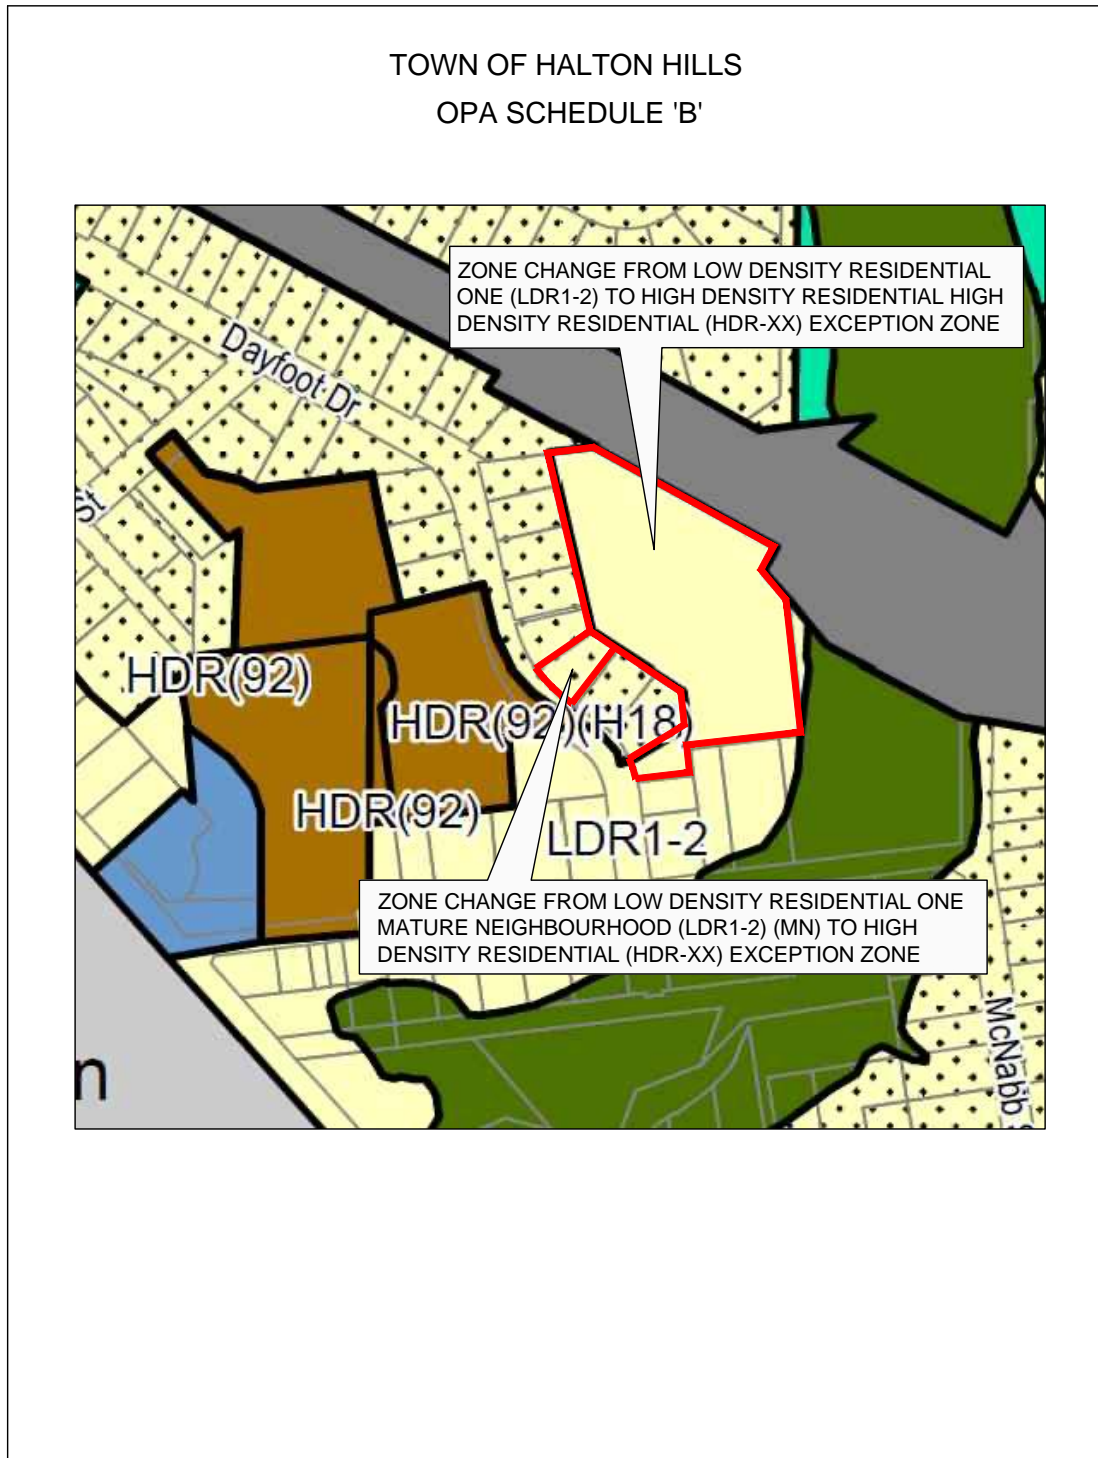 TOWN OF HALTON HILLS
OPA SCHEDULE 'B'
ZONE CHANGE FROM LOW DENSITY RESIDENTIAL
ONE (LDR1-2) TO HIGH DENSITY RESIDENTIAL HIGH
DENSITY RESIDENTIAL (HDR-XX) EXCEPTION ZONE
Dayfoot Dr
St
HDR(92)
HDR(92)(H18)
HDR(92)
LDR1-2
ZONE CHANGE FROM LOW DENSITY RESIDENTIAL ONE
MATURE NEIGHBOURHOOD (LDR1-2) (MN) TO HIGH
DENSITY RESIDENTIAL (HDR-XX) EXCEPTION ZONE
McNabb
n